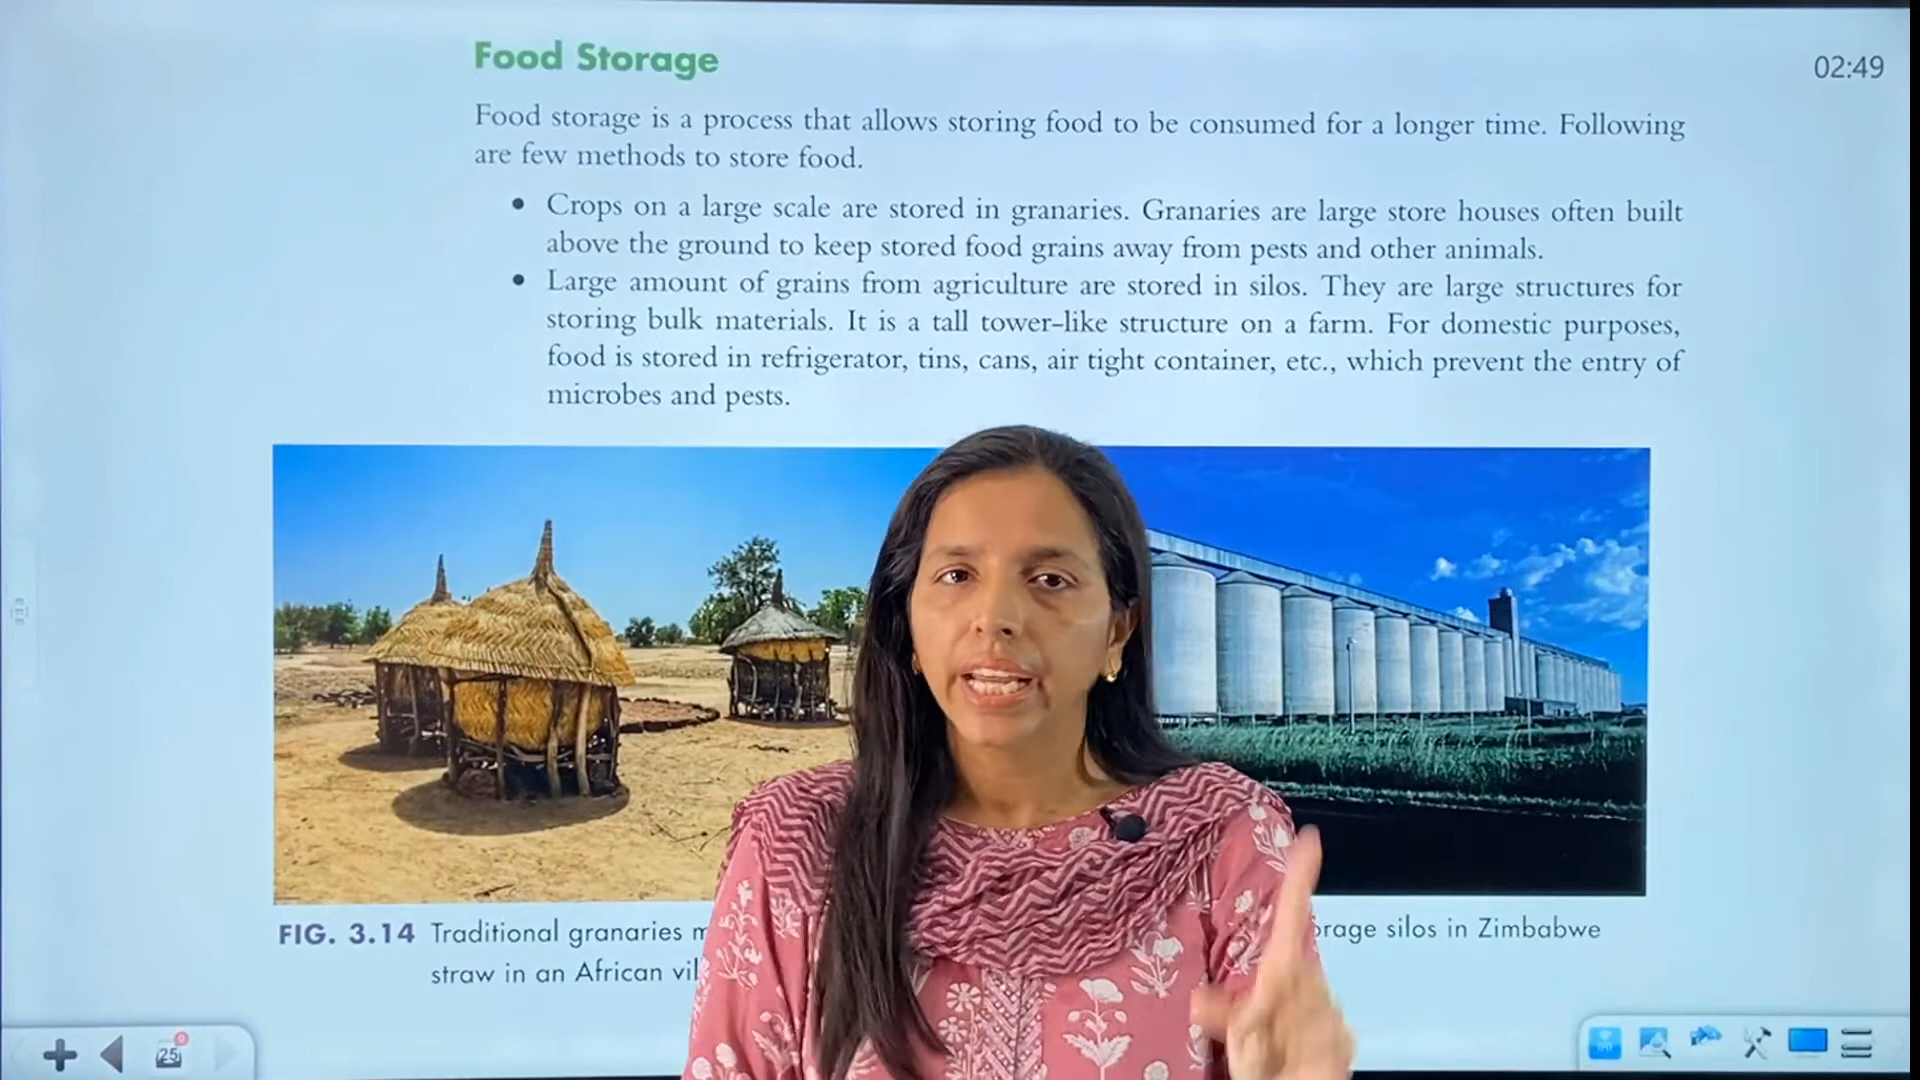 Food Storage
02:49
Food storage is a process that allows storing food to be consumed for a longer time. Following
are few methods to store food.
• Crops on a large scale are stored in granaries. Granaries are large store houses often built
above the ground to keep stored food grains away from pests and other animals.
• Large amount of grains from agriculture are stored in silos. They are large structures for
storing bulk materials. It is a tall tower-like structure on a farm. For domestic purposes,
food is stored in refrigerator, tins, cans, air tight container, etc., which prevent the entry of
microbes and pests.
FIG. 3.14 Traditional granaries
straw in an African
silos in Zimbabwe
25